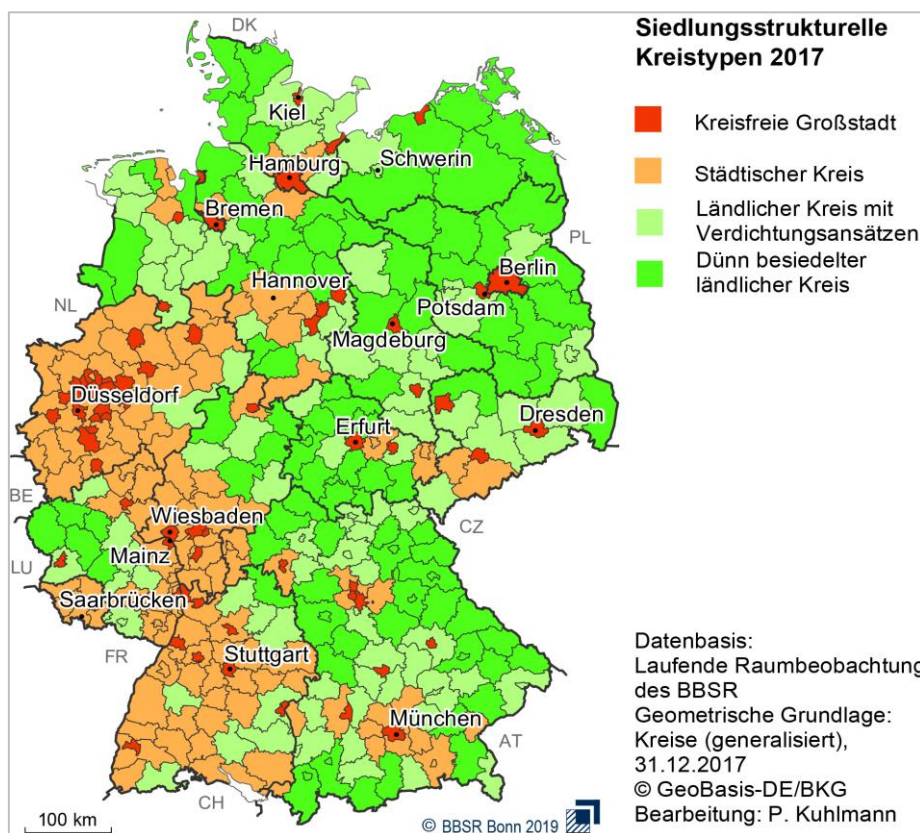 Siedlungsstrukturelle
Kreistypen 2017
Kreisfreie Großstadt
Städtischer Kreis
Ländlicher Kreis mit
Verdichtungsansätzen
Dünn besiedelter
ländlicher Kreis
DK
Kiel
Hamburg
Schwerin
Bremen
PL
Berlin
Hannover
Potsdam
NL
Magdeburg
Düsseldorf
Erfurt
Dresden
BE
Wiesbaden
CZ
Mainz
LU
Saarbrücken
FR
Stuttgart
München
AT
CH
100 km
© BBSR Bonn 2019
Datenbasis:
Laufende Raumbeobachtung
des BBSR
Geometrische Grundlage:
Kreise (generalisiert),
31.12.2017
© GeoBasis-DE/BKG
Bearbeitung: P. Kuhlmann